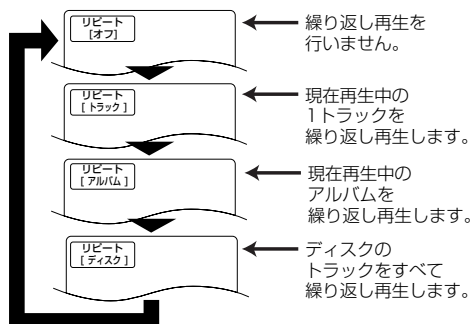 リピート
[オフ]
繰り返し再生を
行いません。
リピート
[ トラック ]
現在再生中の
1トラックを
繰り返し再生します。
リピート
[ アルバム ]
現在再生中の
アルバムを
繰り返し再生します。
リピート
[ ディスク ]
ディスクの
トラックをすべて
繰り返し再生します。